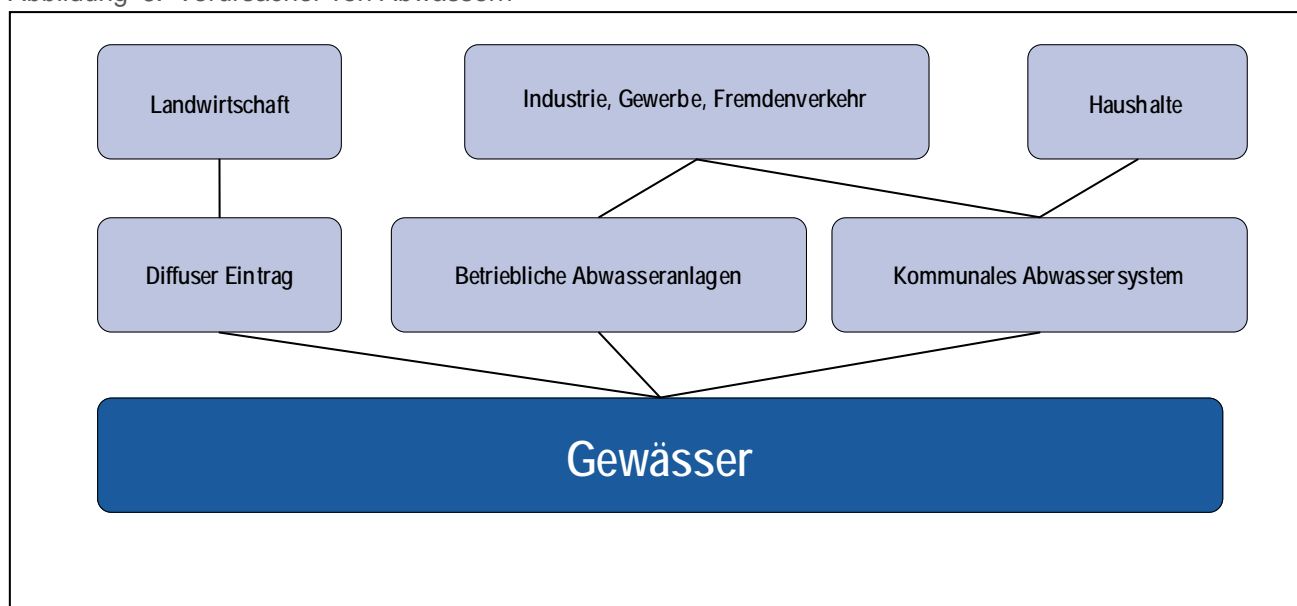 Landwirtschaft
Industrie, Gewerbe, Fremdenverkehr
Haushalte
Diffuser Eintrag
Betriebliche Abwasseranlagen
Kommunales Abwassersystem
Gewässer